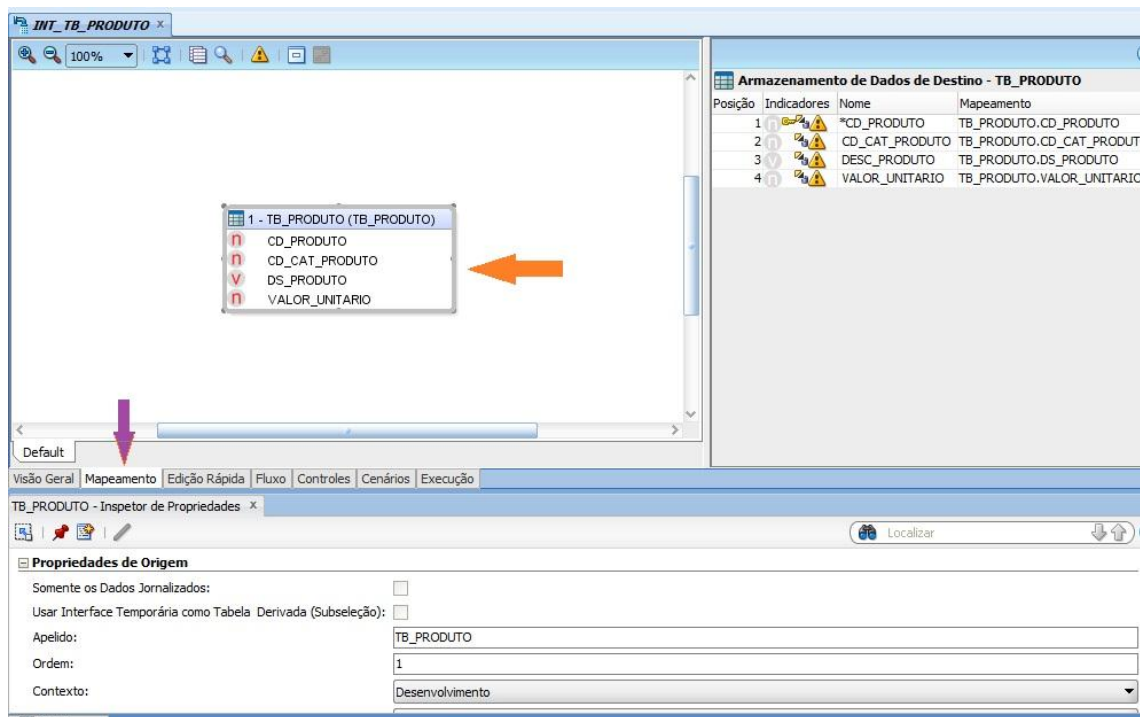 INT_TB_PRODUTO
100%
1 - TB_PRODUTO (TB_PRODUTO)
n CD_PRODUTO
n CD_CAT_PRODUTO
v DS_PRODUTO
n VALOR_UNITARIO
Default
Armazenamento de Dados de Destino - TB_PRODUTO
Posição Indicadores Nome Mapeamento
1 n *CD_PRODUTO TB_PRODUTO.CD_PRODUTO
2 n CD_CAT_PRODUTO TB_PRODUTO.CD_CAT_PRODUT
3 v DESC_PRODUTO TB_PRODUTO.DS_PRODUTO
4 n VALOR_UNITARIO TB_PRODUTO.VALOR_UNITARIO
Visão Geral Mapeamento Edição Rápida Fluxo Controles Cenários Execução
TB_PRODUTO - Inspetor de Propriedades
Localizar
Propriedades de Origem
Somente os Dados Jornalizados:
Usar Interface Temporária como Tabela Derivada (Subseleção):
Apelido: TB_PRODUTO
Ordem: 1
Contexto: Desenvolvimento